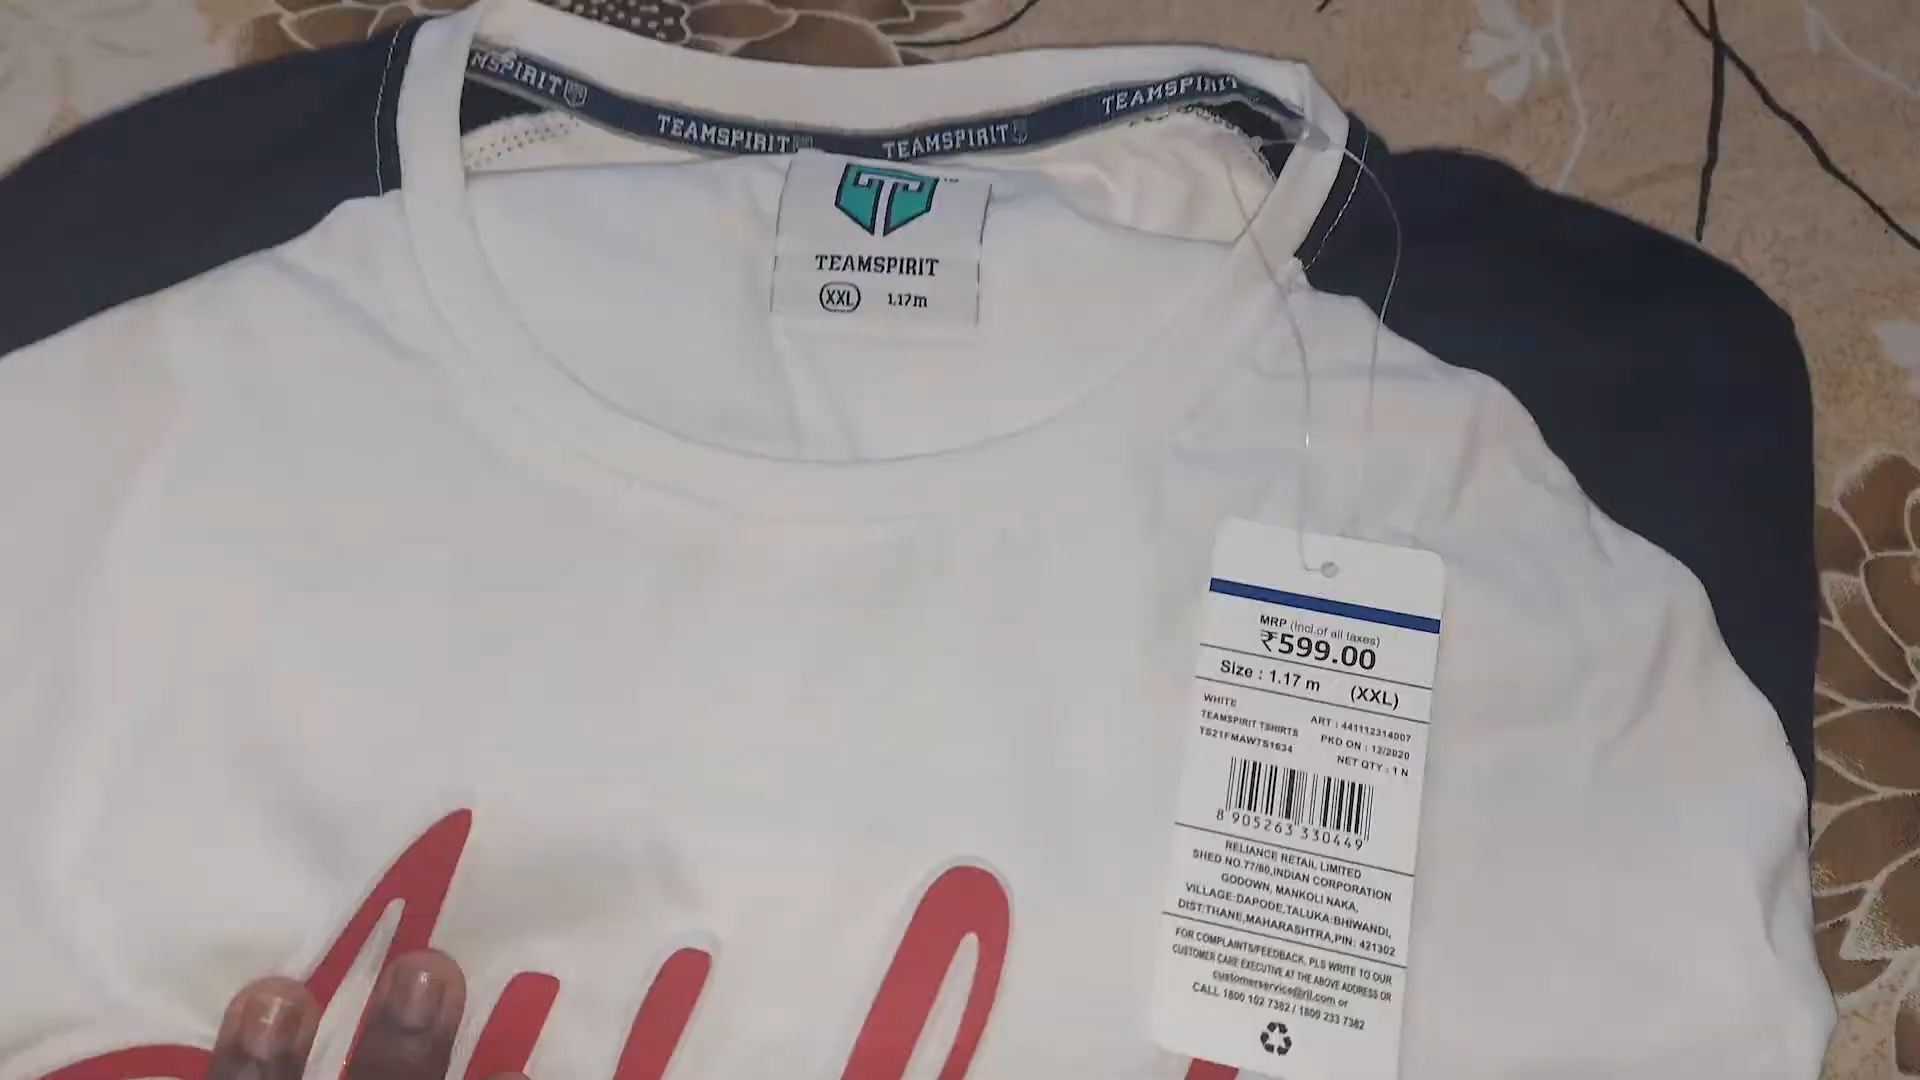 MSPIRIT
TEAMSPIRIT
TEAMSPIRIT
TEAMSPIRIT
TEAMSPIRIT
XXL 1.17m
MRP (Incl.of all taxes)
₹599.00
Size : 1.17 m (XXL)
WHITE
TEAMSPIRIT TSHIRTS
TS21FMAWTS1634
ART : 441112314007
PKD ON : 12/2020
NET QTY : 1 N
8 905263 330449
RELIANCE RETAIL LIMITED
SHED NO.77/80,INDIAN CORPORATION
GODOWN, MANKOLI NAKA,
VILLAGE:DAPODE,TALUKA:BHIWANDI,
DIST:THANE,MAHARASHTRA,PIN: 421302
FOR COMPLAINTS/FEEDBACK, PLS WRITE TO OUR
CUSTOMER CARE EXECUTIVE AT THE ABOVE ADDRESS OR
customerservice@ril.com or
CALL 1800 102 7382 / 1800 233 7382